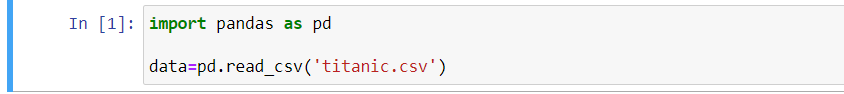 In [1]: import pandas as pd
data=pd.read_csv('titanic.csv')